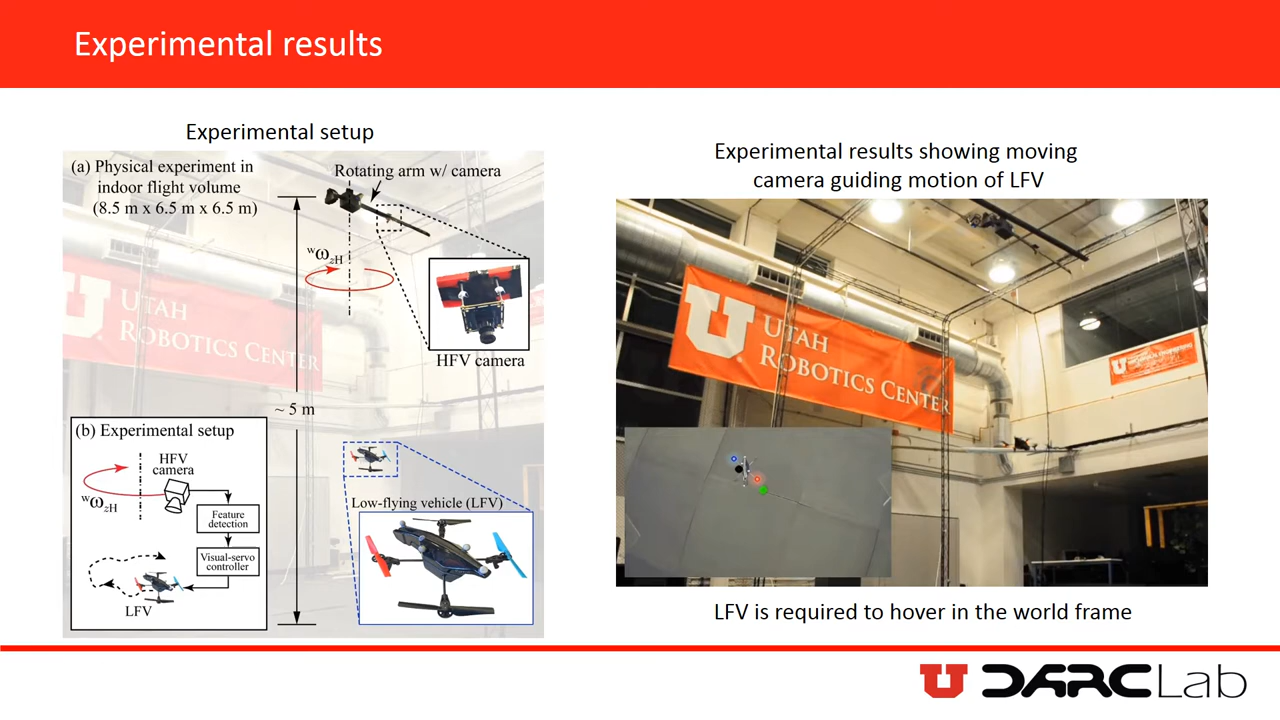 Experimental results
Experimental setup
(a) Physical experiment in
indoor flight volume
(8.5 m x 6.5 m x 6.5 m)
Rotating arm w/ camera
wωzH
U
UTAH
ROBOTICS CENTER
HFV camera
~ 5 m
(b) Experimental setup
HFV
camera
wωzH
Feature
detection
Visual-servo
controller
LFV
Low-flying vehicle (LFV)
Experimental results showing moving
camera guiding motion of LFV
U
UTAH
ROBOTICS CENTER
U
LFV is required to hover in the world frame
U DARC Lab